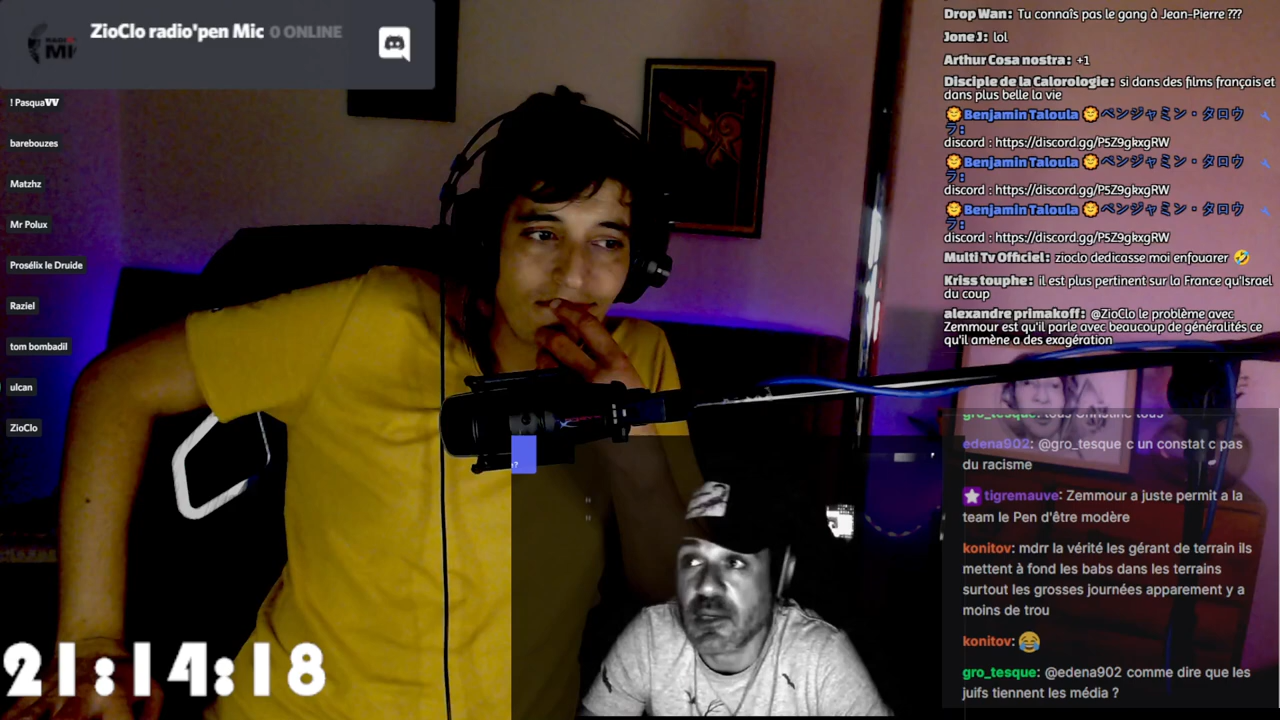 ZioClo radio'pen Mic 0 ONLINE
MI
! PasquaVV
barebouzes
Matzhz
Mr Polux
Prosélix le Druide
Raziel
tom bombadil
ulcan
ZioClo
21:14:18
?
Drop Wan: Tu connaîs pas le gang à Jean-Pierre ???
Jone J: lol
Arthur Cosa nostra: +1
Disciple de la Calorologie: si dans des films français et
dans plus belle la vie
🌞Benjamin Taloula 🌞ベンジャミン・タロウ
ラ:
discord : https://discord.gg/P5Z9gkxgRW
🌞Benjamin Taloula 🌞ベンジャミン・タロウ
ラ:
discord : https://discord.gg/P5Z9gkxgRW
🌞Benjamin Taloula 🌞ベンジャミン・タロウ
ラ:
discord : https://discord.gg/P5Z9gkxgRW
Multi Tv Officiel: zioclo dedicasse moi enfouarer 🤣
Kriss touphe: il est plus pertinent sur la France qu'Israel
du coup
alexandre primakoff: @ZioClo le problème avec
Zemmour est qu'il parle avec beaucoup de généralités ce
qu'il amène a des exagération
gro_tesque: tous Christine tous
edena902: @gro_tesque c un constat c pas
du racisme
tigremauve: Zemmour a juste permit a la
team le Pen d'être modère
konitov: mdrr la vérité les gérant de terrain ils
mettent à fond les babs dans les terrains
surtout les grosses journées apparement y a
moins de trou
konitov: 😂
gro_tesque: @edena902 comme dire que les
juifs tiennent les média ?